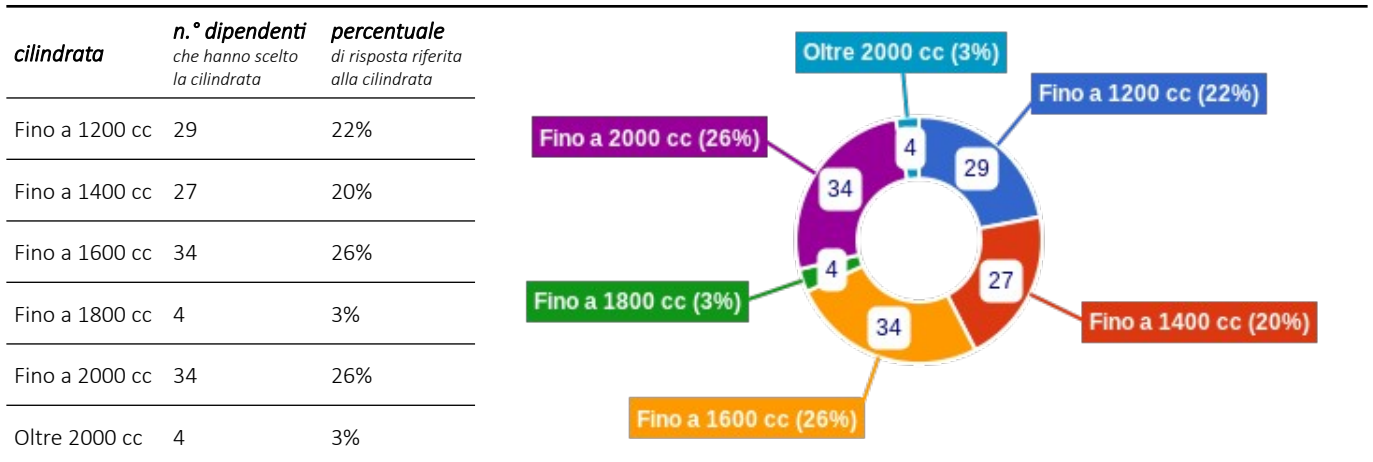 cilindrata
n.° dipendenti
che hanno scelto
la cilindrata
percentuale
di risposta riferita
alla cilindrata
Fino a 1200 cc 29 22%
Fino a 1400 cc 27 20%
Fino a 1600 cc 34 26%
Fino a 1800 cc 4 3%
Fino a 2000 cc 34 26%
Oltre 2000 cc 4 3%
Oltre 2000 cc (3%)
Fino a 1200 cc (22%)
Fino a 2000 cc (26%)
4
29
34
4
27
Fino a 1800 cc (3%)
34
Fino a 1400 cc (20%)
Fino a 1600 cc (26%)